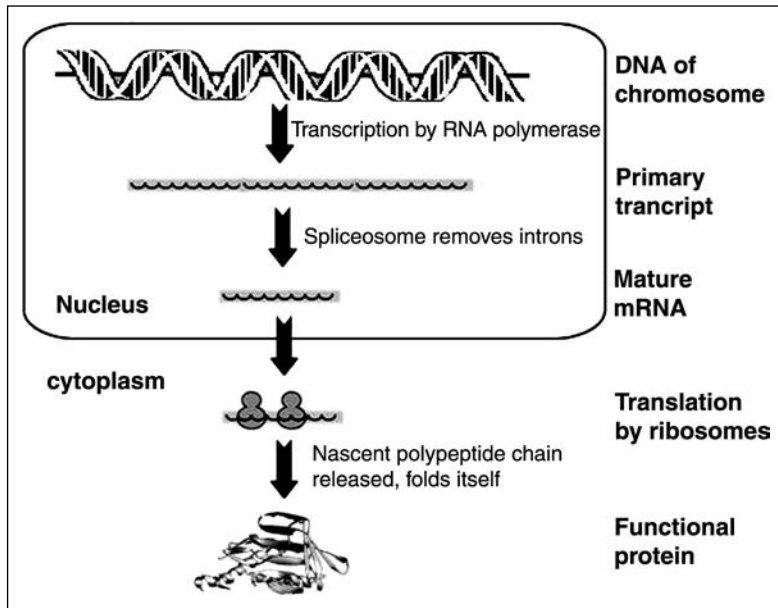 DNA of
chromosome
Transcription by RNA polymerase
Primary
trancript
Spliceosome removes introns
Mature
mRNA
Nucleus
cytoplasm
Translation
by ribosomes
Nascent polypeptide chain
released, folds itself
Functional
protein